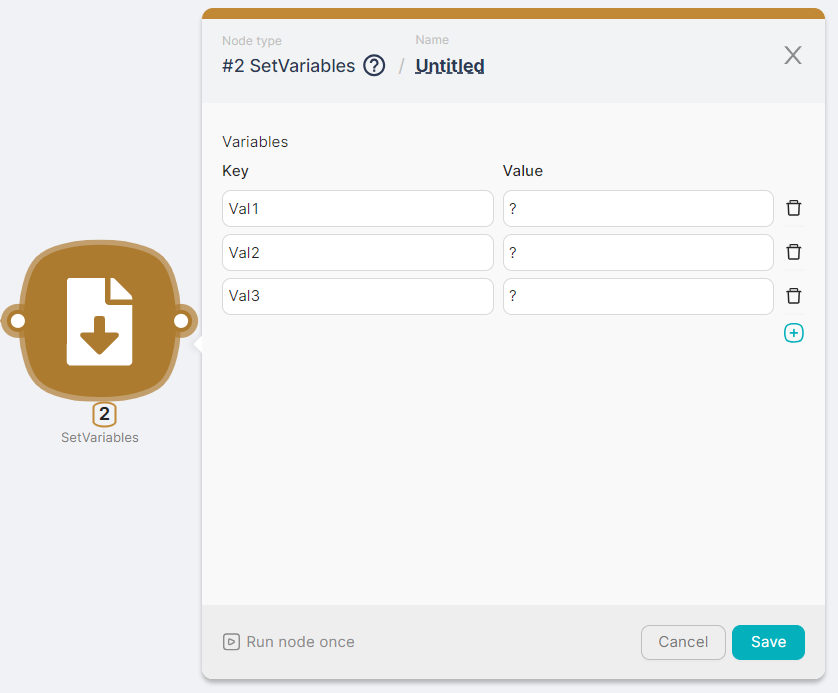 Node type
Name
#2 SetVariables ? / Untitled
X
Variables
Key
Value
Val1
?
Val2
?
Val3
?
2
SetVariables
Run node once
Cancel
Save